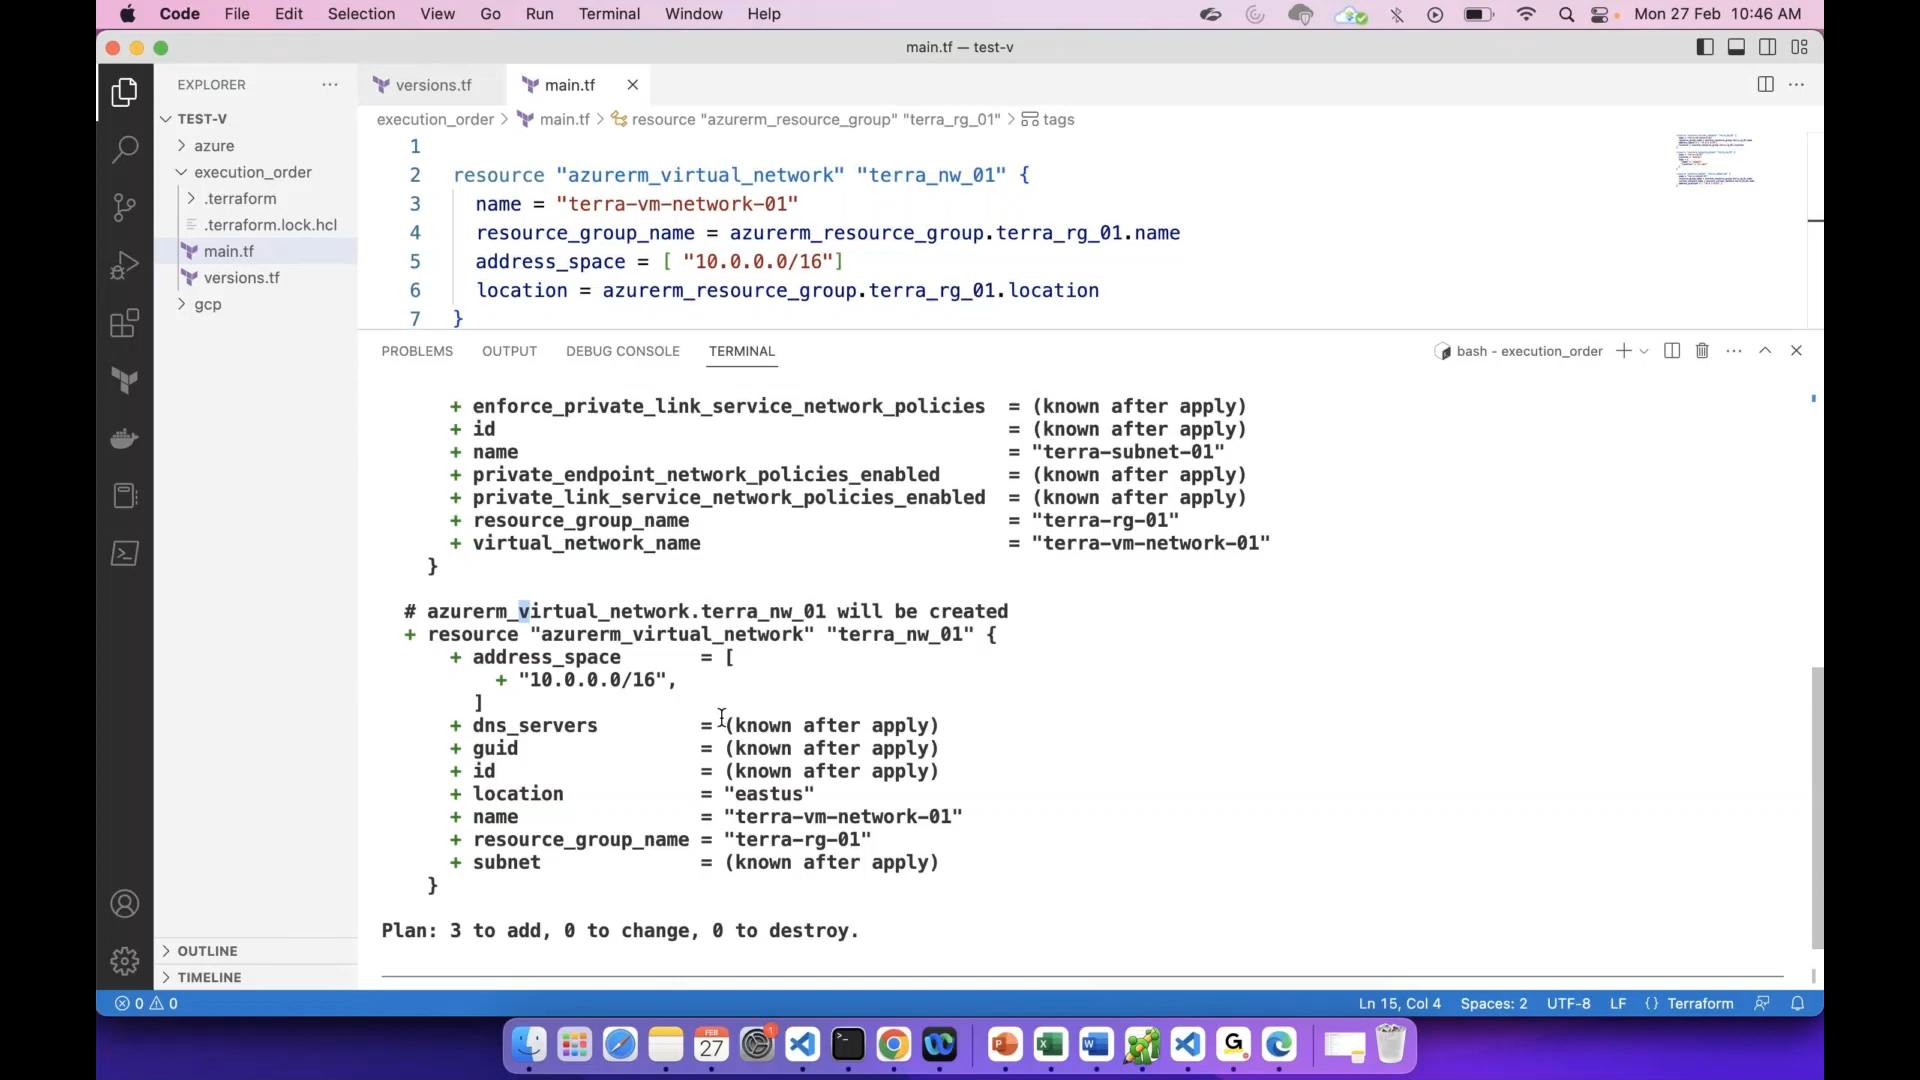 Code File Edit Selection View Go Run Terminal Window Help Mon 27 Feb 10:46 AM
main.tf — test-v
EXPLORER
TEST-V
azure
execution_order
.terraform
.terraform.lock.hcl
main.tf
versions.tf
gcp
OUTLINE
TIMELINE
versions.tf main.tf
execution_order > main.tf > resource "azurerm_resource_group" "terra_rg_01" > tags
1
2 resource "azurerm_virtual_network" "terra_nw_01" {
3 name = "terra-vm-network-01"
4 resource_group_name = azurerm_resource_group.terra_rg_01.name
5 address_space = [ "10.0.0.0/16"]
6 location = azurerm_resource_group.terra_rg_01.location
7 }
PROBLEMS OUTPUT DEBUG CONSOLE TERMINAL bash - execution_order
+ enforce_private_link_service_network_policies = (known after apply)
+ id = (known after apply)
+ name = "terra-subnet-01"
+ private_endpoint_network_policies_enabled = (known after apply)
+ private_link_service_network_policies_enabled = (known after apply)
+ resource_group_name = "terra-rg-01"
+ virtual_network_name = "terra-vm-network-01"
}
# azurerm_virtual_network.terra_nw_01 will be created
+ resource "azurerm_virtual_network" "terra_nw_01" {
+ address_space = [
+ "10.0.0.0/16",
]
+ dns_servers = (known after apply)
+ guid = (known after apply)
+ id = (known after apply)
+ location = "eastus"
+ name = "terra-vm-network-01"
+ resource_group_name = "terra-rg-01"
+ subnet = (known after apply)
}
Plan: 3 to add, 0 to change, 0 to destroy.
0 0 Ln 15, Col 4 Spaces: 2 UTF-8 LF {} Terraform
FEB
27
1
P
X
W
G